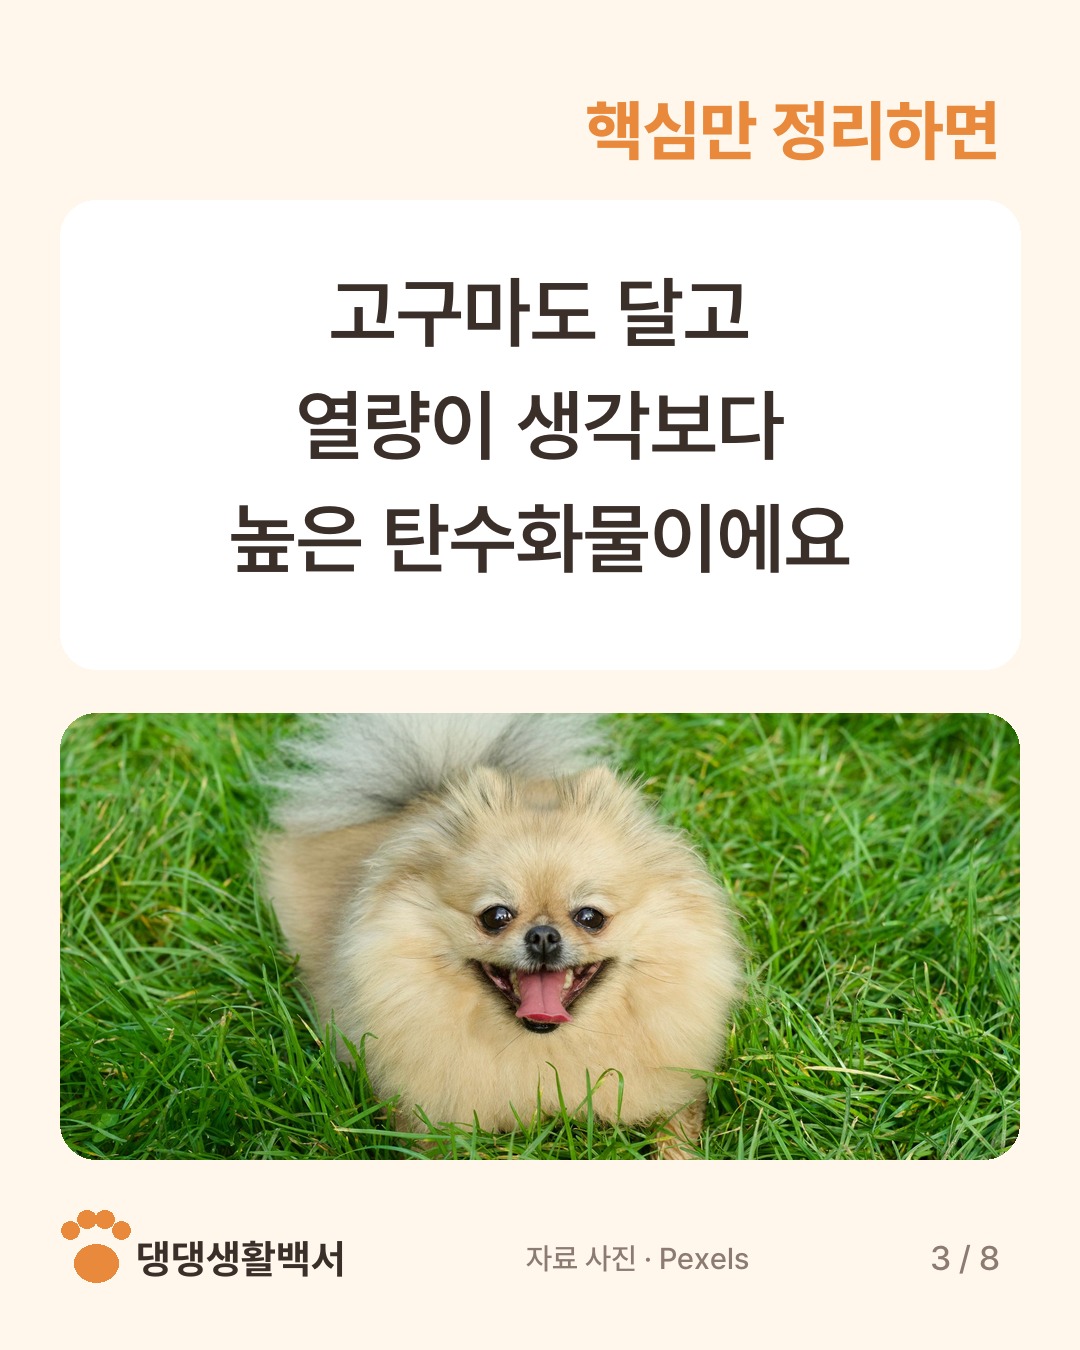 핵심만 정리하면
고구마도 달고
열량이 생각보다
높은 탄수화물이에요
댕댕생활백서
자료 사진 · Pexels
3 / 8